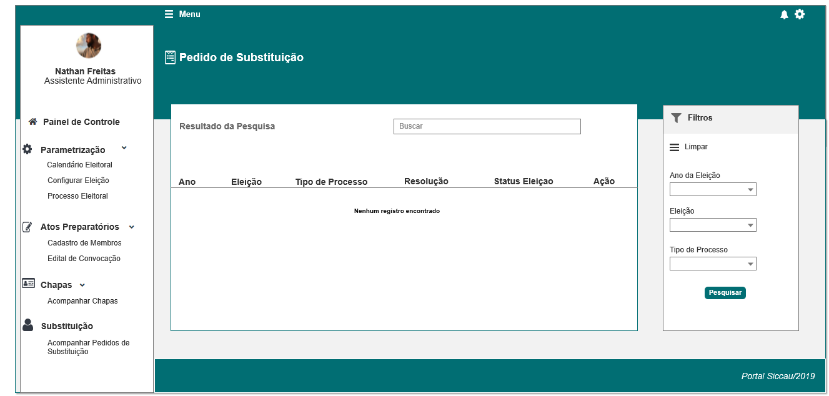 Menu
Pedido de Substituição
Nathan Freitas
Assistente Administrativo
Painel de Controle
Parametrização
Calendário Eleitoral
Configurar Eleição
Processo Eleitoral
Atos Preparatórios
Cadastro de Membros
Edital de Convocação
Chapas
Acompanhar Chapas
Substituição
Acompanhar Pedidos de
Substituição
Resultado da Pesquisa
Buscar
Ano Eleição Tipo de Processo Resolução Status Eleiçao Ação
Nenhum registro encontrado
Filtros
Limpar
Ano da Eleição
Eleição
Tipo de Processo
Pesquisar
Portal Siccau/2019